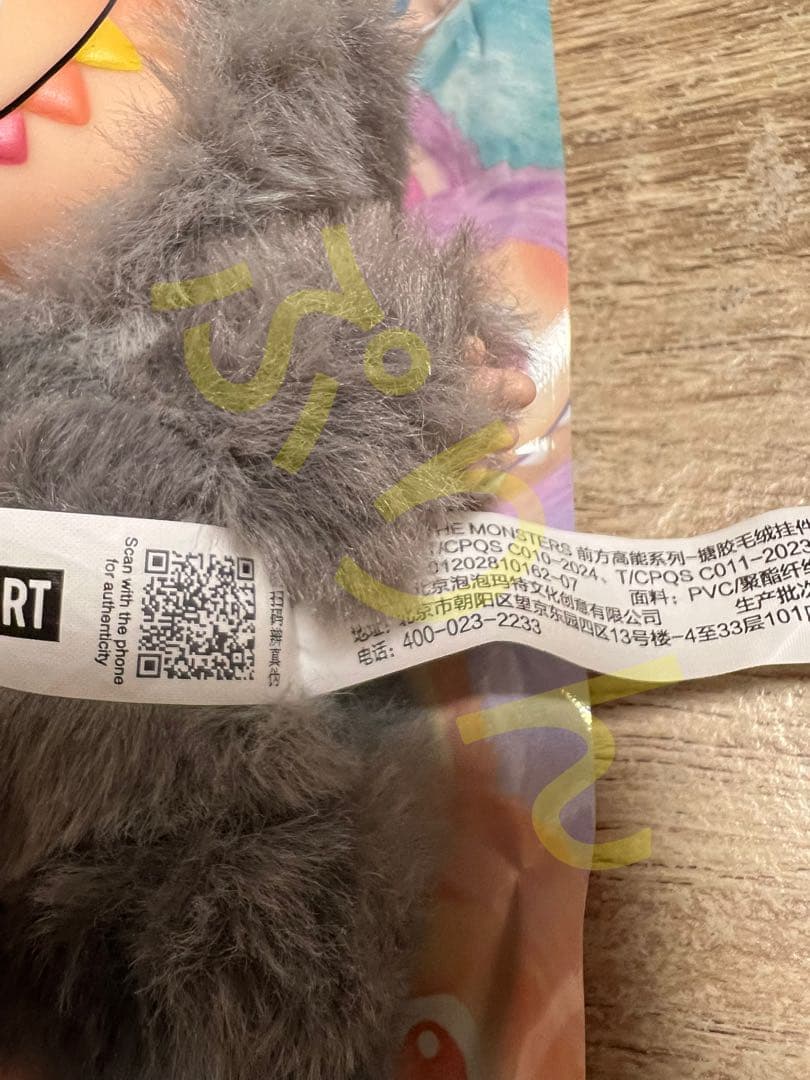 RT
Scan with the phone
for authenticity
HE MONSTERS 前方高能系列-搪胶毛绒挂件
/CPQS C010-2024、T/CPQS C011-2023
01202810162-07
面料：PVC/聚酯纤维
北京泡泡玛特文化创意有限公司
生产批次
地址：北京市朝阳区望京东园四区13号楼-4至33层101
电话：400-023-2233